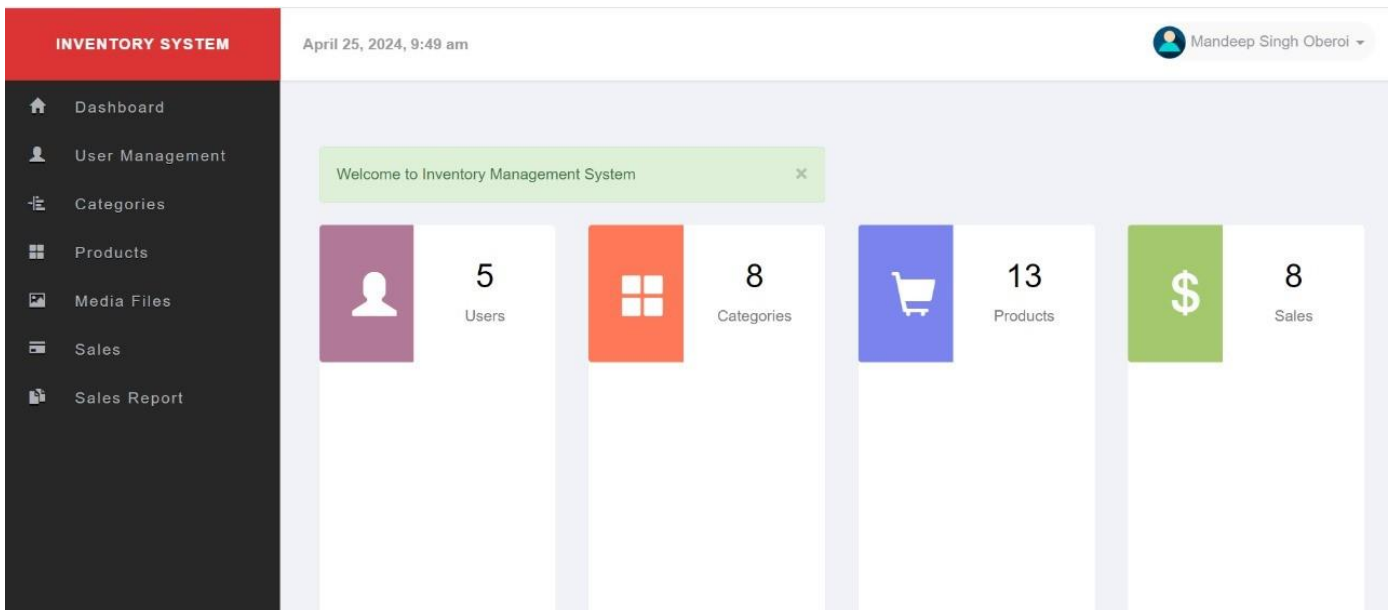 INVENTORY SYSTEM
April 25, 2024, 9:49 am
Mandeep Singh Oberoi
Dashboard
User Management
Categories
Products
Media Files
Sales
Sales Report
Welcome to Inventory Management System ×
5
Users
8
Categories
13
Products
$
8
Sales